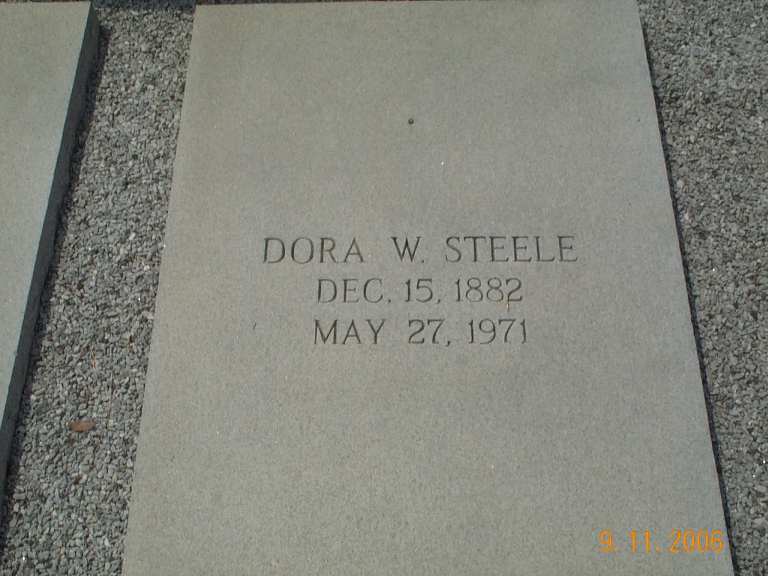 DORA W. STEELE
DEC. 15, 1882
MAY 27, 1971
9. 11. 2006